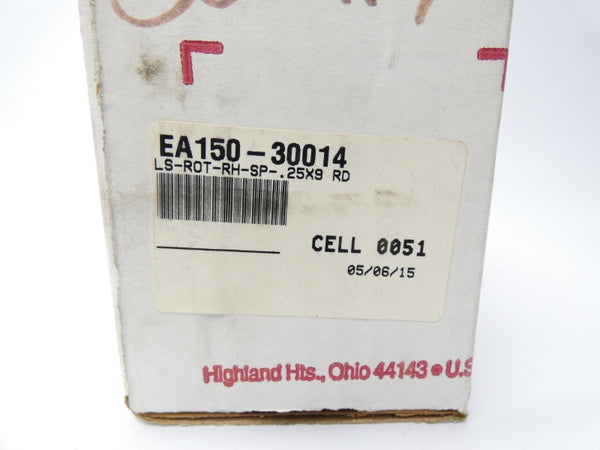 EA150-30014
LS-ROT-RH-SP-.25X9 RD
CELL 0051
05/06/15
Highland Hts., Ohio 44143 • U.S